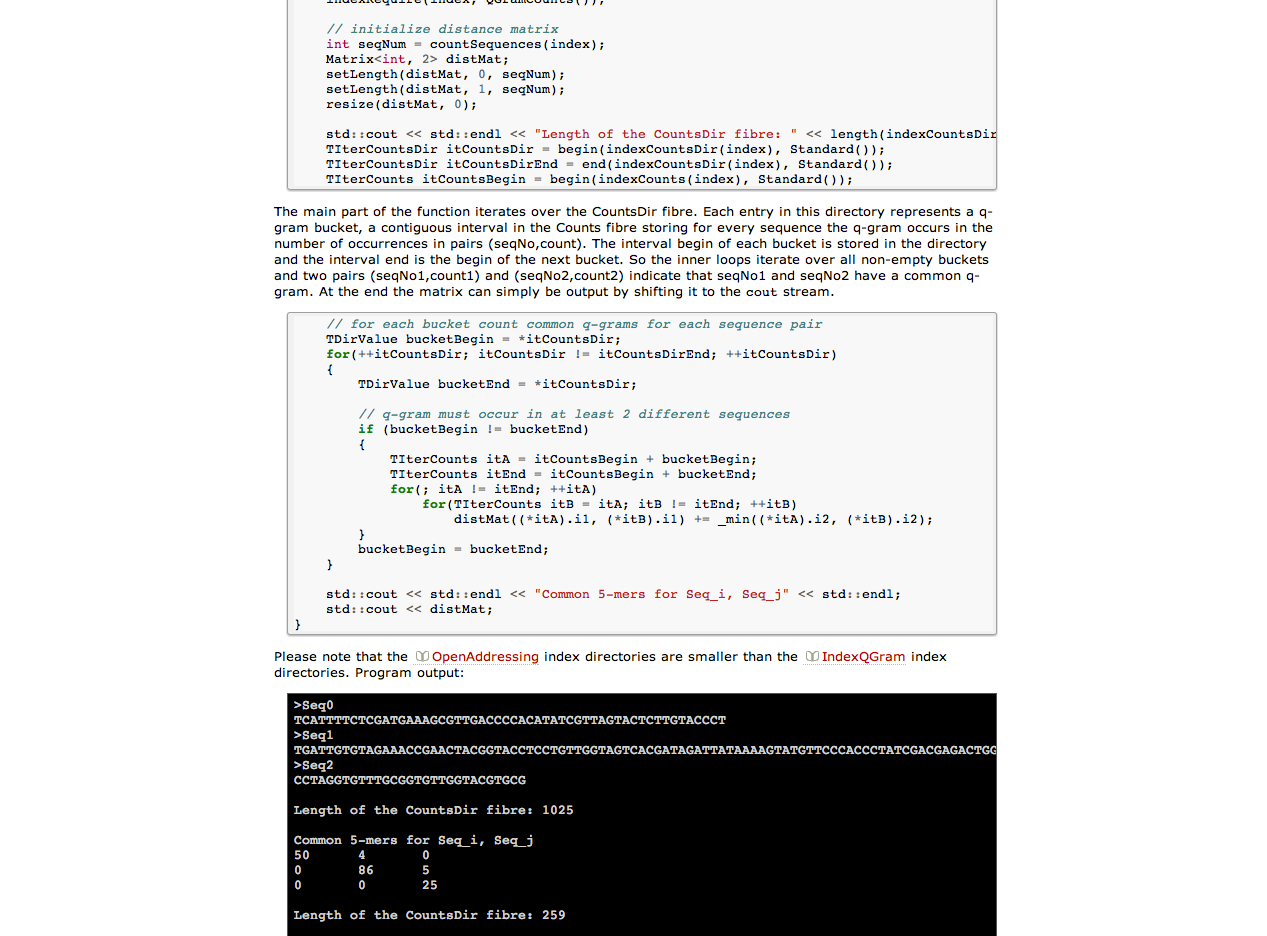 // initialize distance matrix
int seqNum = countSequences(index);
Matrix<int, 2> distMat;
setLength(distMat, 0, seqNum);
setLength(distMat, 1, seqNum);
resize(distMat, 0);
std::cout << std::endl << "Length of the CountsDir fibre: " << length(indexCountsDir
TIterCountsDir itCountsDir = begin(indexCountsDir(index), Standard());
TIterCountsDir itCountsDirEnd = end(indexCountsDir(index), Standard());
TIterCounts itCountsBegin = begin(indexCounts(index), Standard());
The main part of the function iterates over the CountsDir fibre. Each entry in this directory represents a q-
gram bucket, a contiguous interval in the Counts fibre storing for every sequence the q-gram occurs in the
number of occurrences in pairs (seqNo,count). The interval begin of each bucket is stored in the directory
and the interval end is the begin of the next bucket. So the inner loops iterate over all non-empty buckets
and two pairs (seqNo1,count1) and (seqNo2,count2) indicate that seqNo1 and seqNo2 have a common q-
gram. At the end the matrix can simply be output by shifting it to the cout stream.
// for each bucket count common q-grams for each sequence pair
TDirValue bucketBegin = *itCountsDir;
for(++itCountsDir; itCountsDir != itCountsDirEnd; ++itCountsDir)
{
TDirValue bucketEnd = *itCountsDir;
// q-gram must occur in at least 2 different sequences
if (bucketBegin != bucketEnd)
{
TIterCounts itA = itCountsBegin + bucketBegin;
TIterCounts itEnd = itCountsBegin + bucketEnd;
for(; itA != itEnd; ++itA)
for(TIterCounts itB = itA; itB != itEnd; ++itB)
distMat((*itA).i1, (*itB).i1) += _min((*itA).i2, (*itB).i2);
}
bucketBegin = bucketEnd;
}
std::cout << std::endl << "Common 5-mers for Seq_i, Seq_j" << std::endl;
std::cout << distMat;
}
Please note that the OpenAddressing index directories are smaller than the IndexQGram index
directories. Program output:
>Seq0
TCATTTTCTCGATGAAAGCGTTGACCCCACATATCGTTAGTACTCTTGTACCCT
>Seq1
TGATTGTGTAGAAACCGAACTACGGTACCTCCTGTTGGTAGTCACGATAGATTATAAAAGTATGTTCCCACCCTATCGACGAGACTGG
>Seq2
CCTAGGTGTTTGCGGTGTTGGTACGTGCG
Length of the CountsDir fibre: 1025
Common 5-mers for Seq_i, Seq_j
50 4 0
0 86 5
0 0 25
Length of the CountsDir fibre: 259